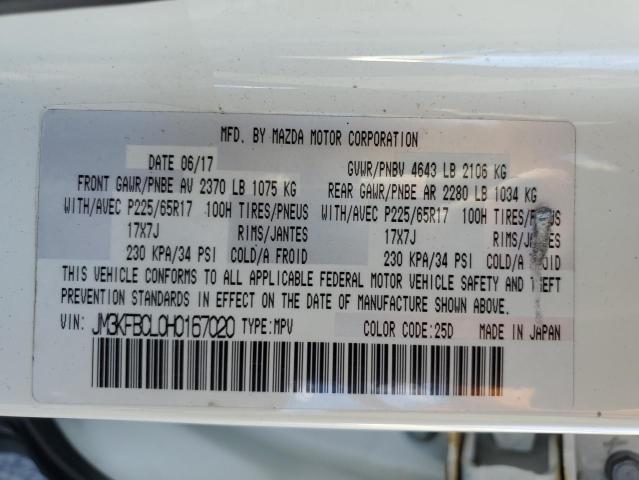 MFD. BY MAZDA MOTOR CORPORATION
DATE 06/17 GVWR/PNBV 4643 LB 2106 KG
FRONT GAWR/PNBE AV 2370 LB 1075 KG REAR GAWR/PNBE AR 2280 LB 1034 KG
WITH/AVEC P225/65R17 100H TIRES/PNEUS WITH/AVEC P225/65R17 100H TIRES/PNEUS
17X7J RIMS/JANTES 17X7J RIMS/JANTES
230 KPA/34 PSI COLD/A FROID 230 KPA/34 PSI COLD/A FROID
THIS VEHICLE CONFORMS TO ALL APPLICABLE FEDERAL MOTOR VEHICLE SAFETY AND THEFT
PREVENTION STANDARDS IN EFFECT ON THE DATE OF MANUFACTURE SHOWN ABOVE.
VIN: JM3KFBCL0H0167020 TYPE:MPV COLOR CODE:25D MADE IN JAPAN